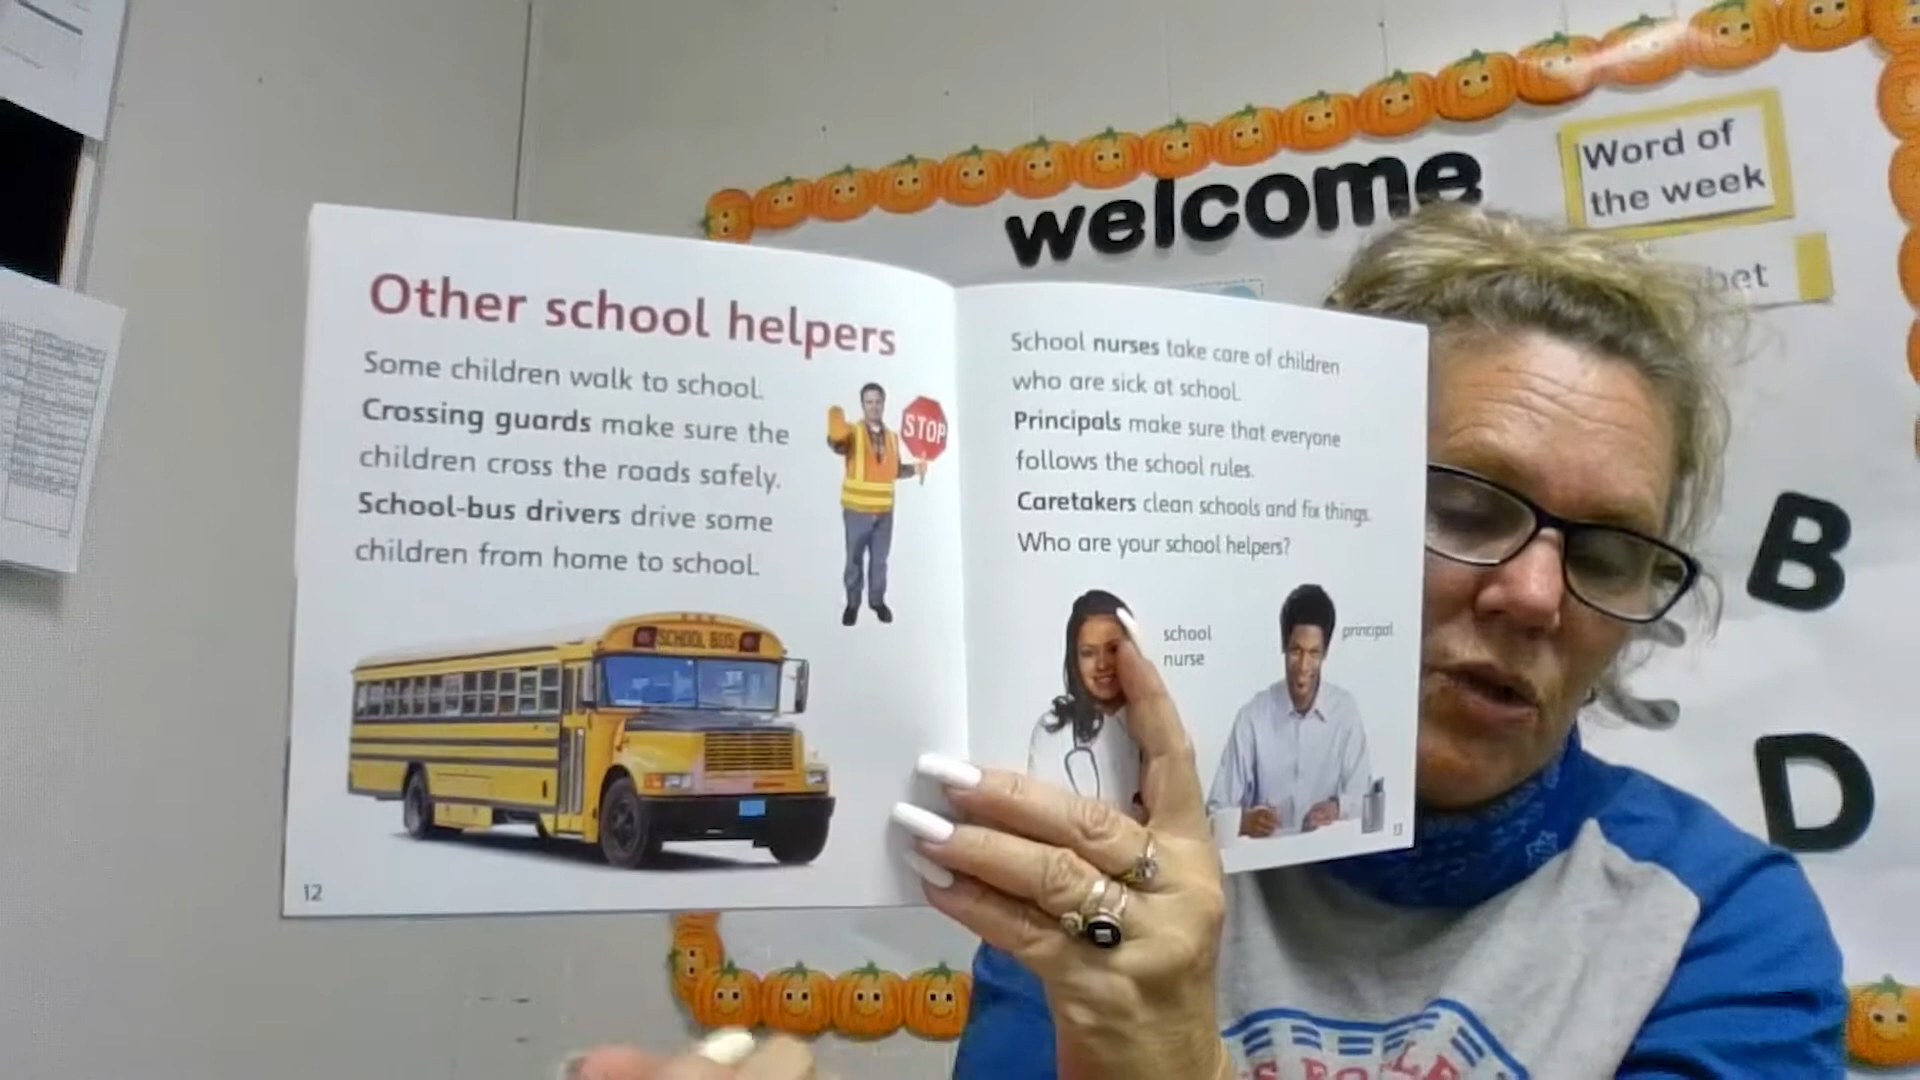 welcome
Word of
the week
Other school helpers
Some children walk to school.
Crossing guards make sure the
children cross the roads safely.
School-bus drivers drive some
children from home to school.
STOP
SCHOOL BUS
12
School nurses take care of children
who are sick at school.
Principals make sure that everyone
follows the school rules.
Caretakers clean schools and fix things.
Who are your school helpers?
school
nurse
principal
13
B
D